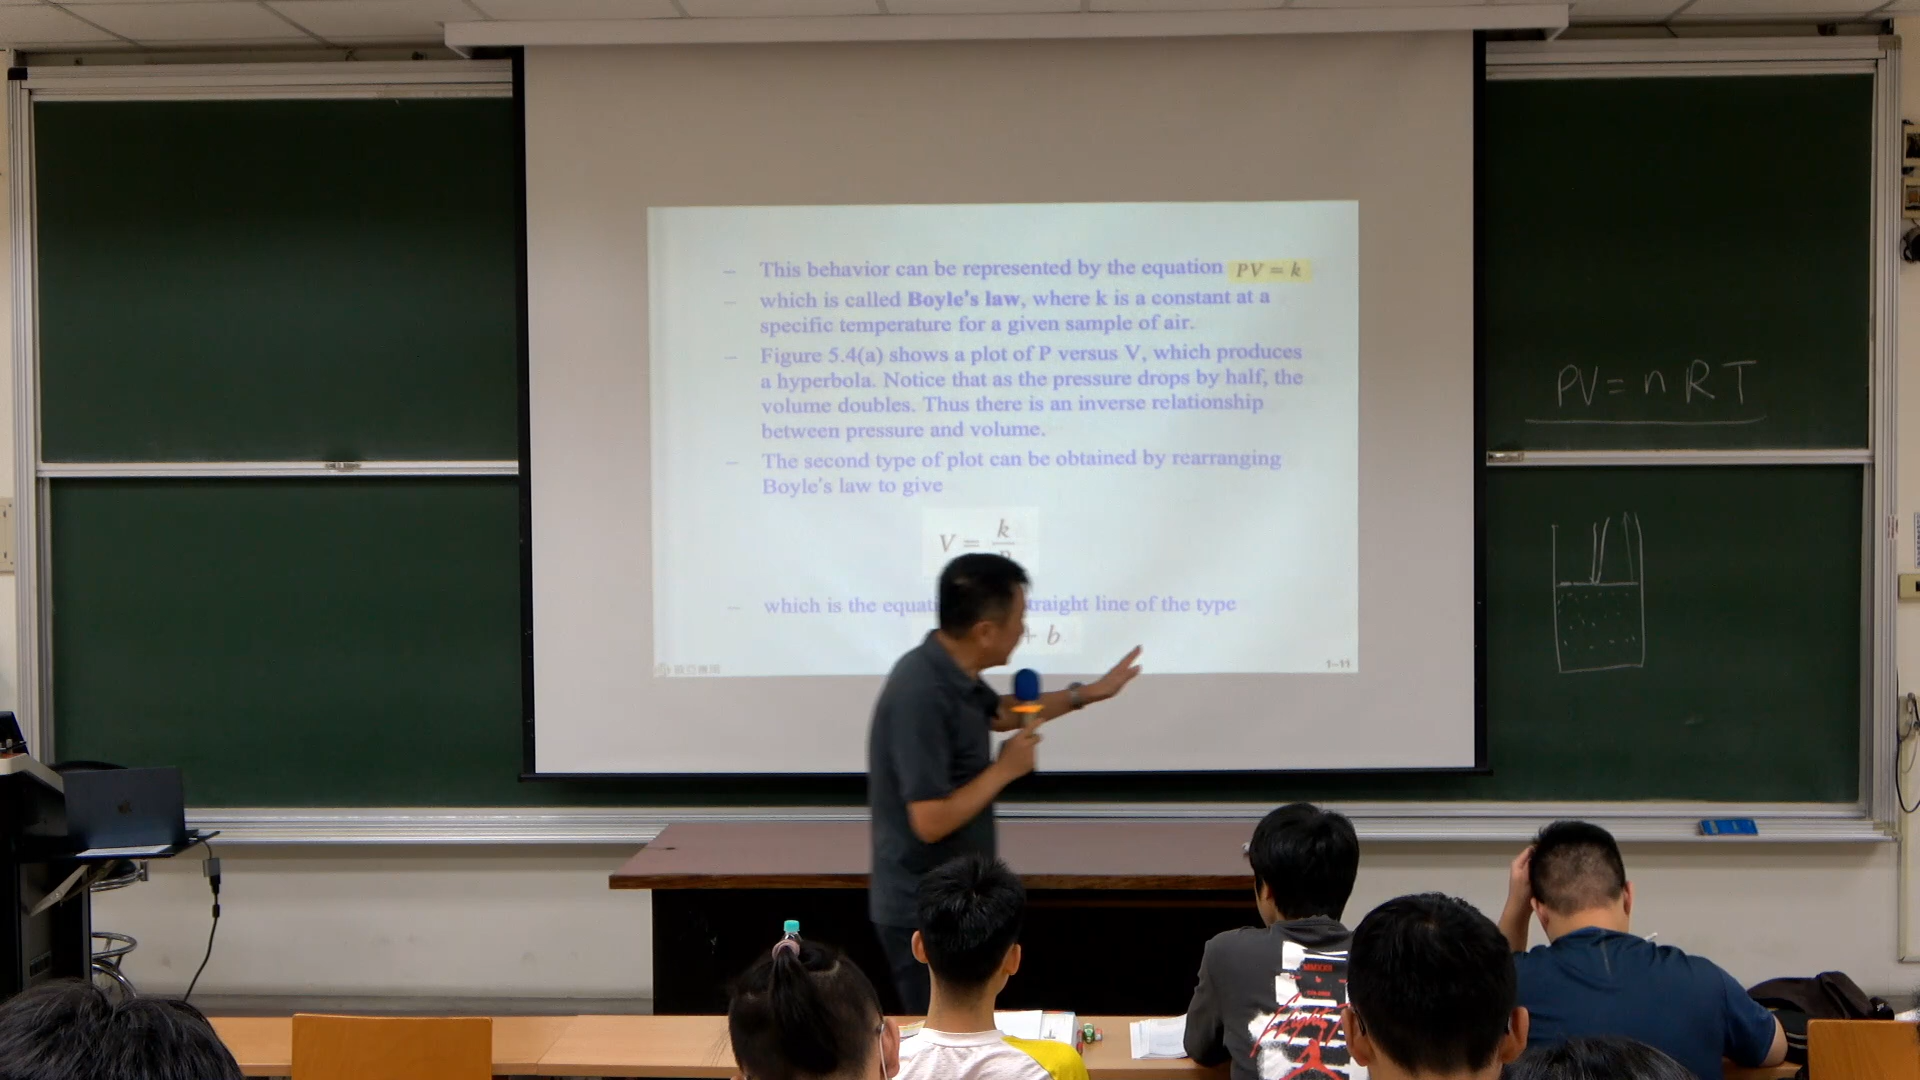 – This behavior can be represented by the equation PV = k
– which is called Boyle's law, where k is a constant at a
specific temperature for a given sample of air.
– Figure 5.4(a) shows a plot of P versus V, which produces
a hyperbola. Notice that as the pressure drops by half, the
volume doubles. Thus there is an inverse relationship
between pressure and volume.
– The second type of plot can be obtained by rearranging
Boyle's law to give
V = k
– which is the equati traight line of the type
+ b
1–11
PV = nRT